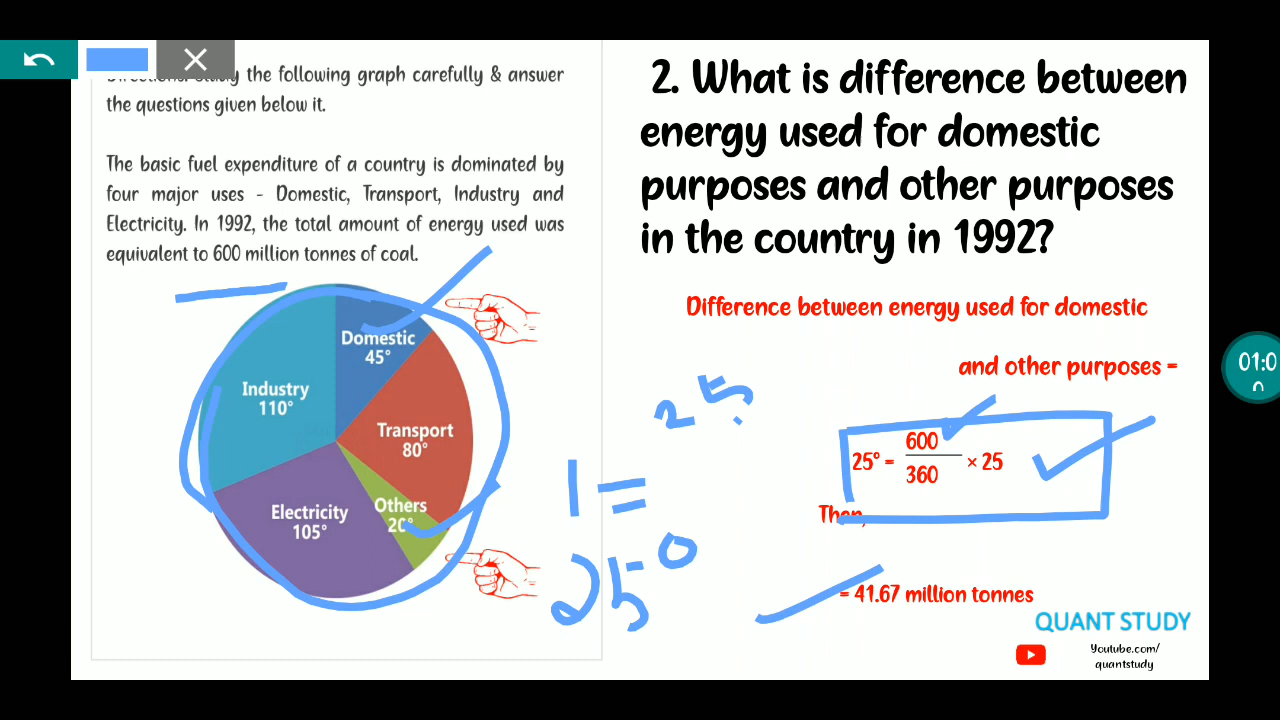 the following graph carefully & answer
the questions given below it.
The basic fuel expenditure of a country is dominated by
four major uses - Domestic, Transport, Industry and
Electricity. In 1992, the total amount of energy used was
equivalent to 600 million tonnes of coal.
Domestic
45°
Industry
110°
Transport
80°
Others
20°
Electricity
105°
2. What is difference between
energy used for domestic
purposes and other purposes
in the country in 1992?
Difference between energy used for domestic
and other purposes =
25
1 =
25°
600
25° = ___ × 25
360
Then,
= 41.67 million tonnes
QUANT STUDY
Youtube.com/
quantstudy
01:0